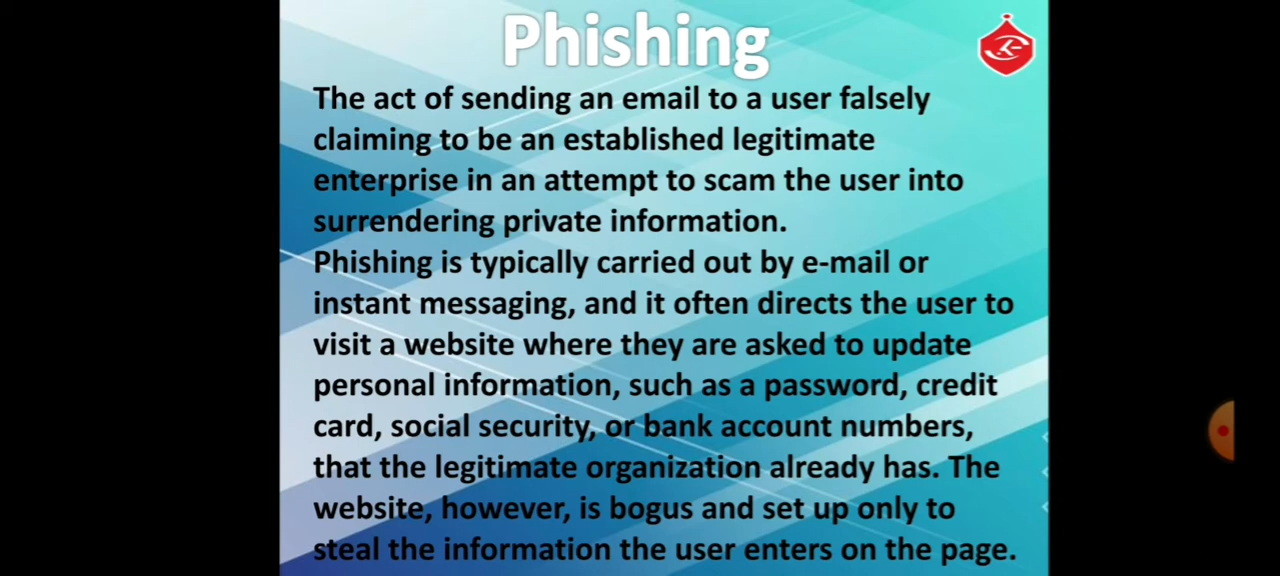 Phishing
The act of sending an email to a user falsely
claiming to be an established legitimate
enterprise in an attempt to scam the user into
surrendering private information.
Phishing is typically carried out by e-mail or
instant messaging, and it often directs the user to
visit a website where they are asked to update
personal information, such as a password, credit
card, social security, or bank account numbers,
that the legitimate organization already has. The
website, however, is bogus and set up only to
steal the information the user enters on the page.